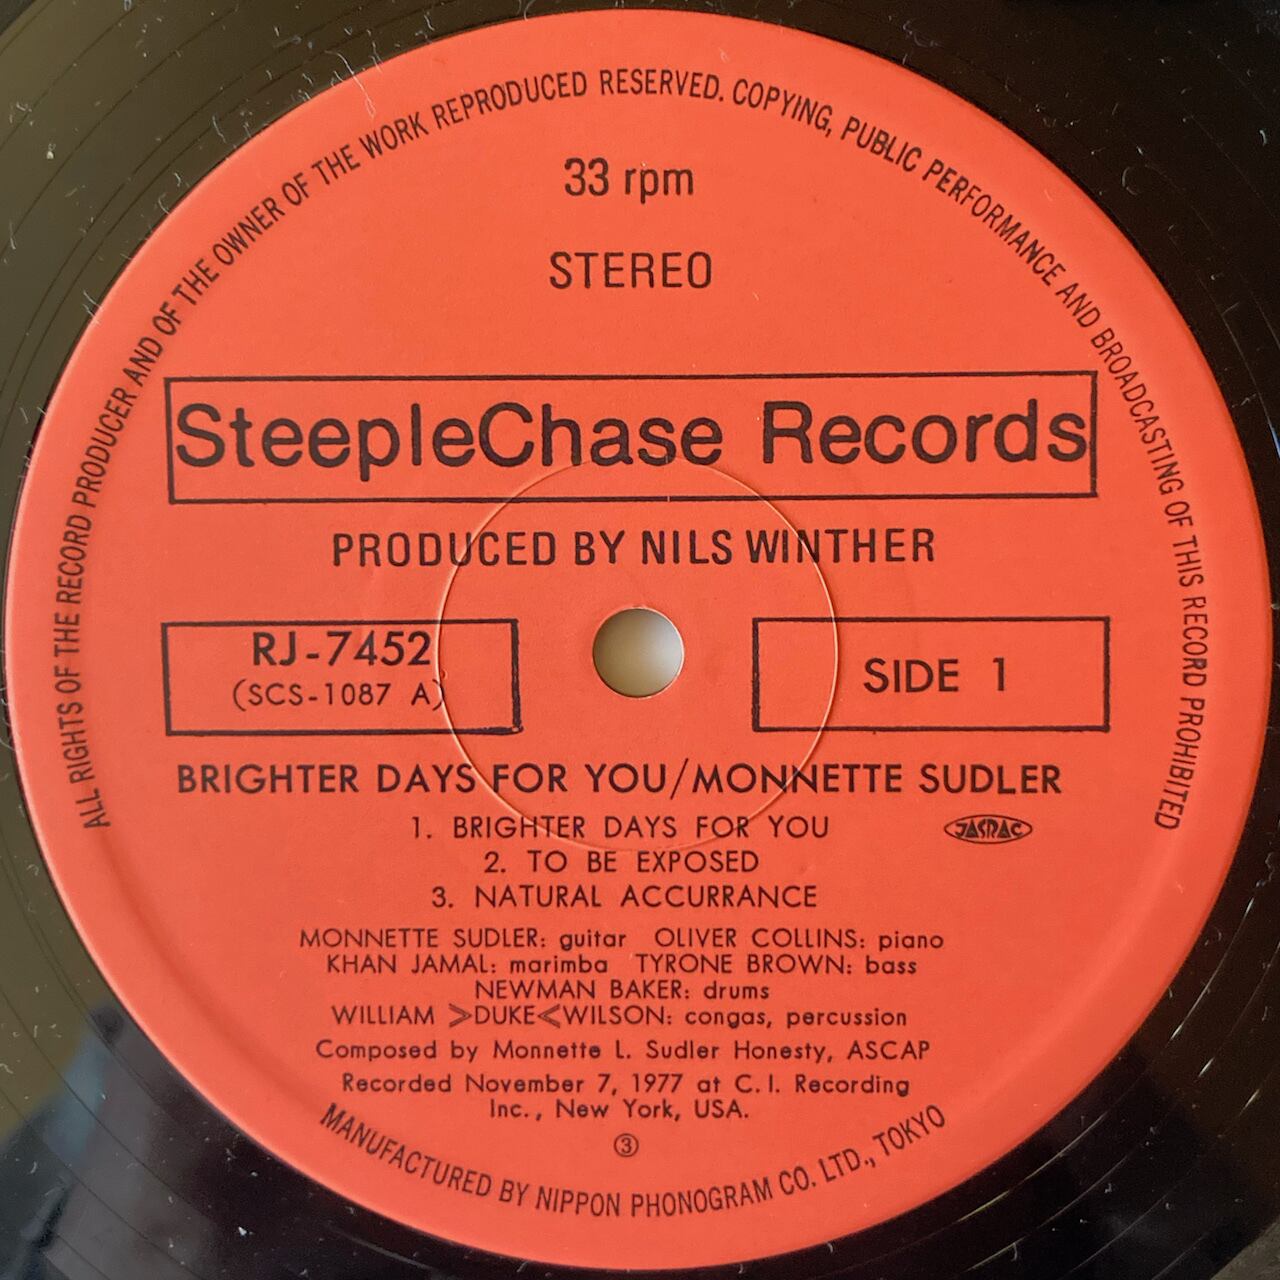 ALL RIGHTS OF THE RECORD PRODUCER AND OF THE OWNER OF THE WORK REPRODUCED RESERVED. COPYING, PUBLIC PERFORMANCE AND BROADCASTING OF THIS RECORD PROHIBITED
33 rpm
STEREO
SteepleChase Records
PRODUCED BY NILS WINTHER
RJ-7452
(SCS-1087 A)
SIDE 1
BRIGHTER DAYS FOR YOU/MONNETTE SUDLER
1. BRIGHTER DAYS FOR YOU
JASRAC
2. TO BE EXPOSED
3. NATURAL ACCURRANCE
MONNETTE SUDLER: guitar OLIVER COLLINS: piano
KHAN JAMAL: marimba TYRONE BROWN: bass
NEWMAN BAKER: drums
WILLIAM ≫DUKE≪WILSON: congas, percussion
Composed by Monnette L. Sudler Honesty, ASCAP
Recorded November 7, 1977 at C. I. Recording
Inc., New York, USA.
③
MANUFACTURED BY NIPPON PHONOGRAM CO. LTD., TOKYO